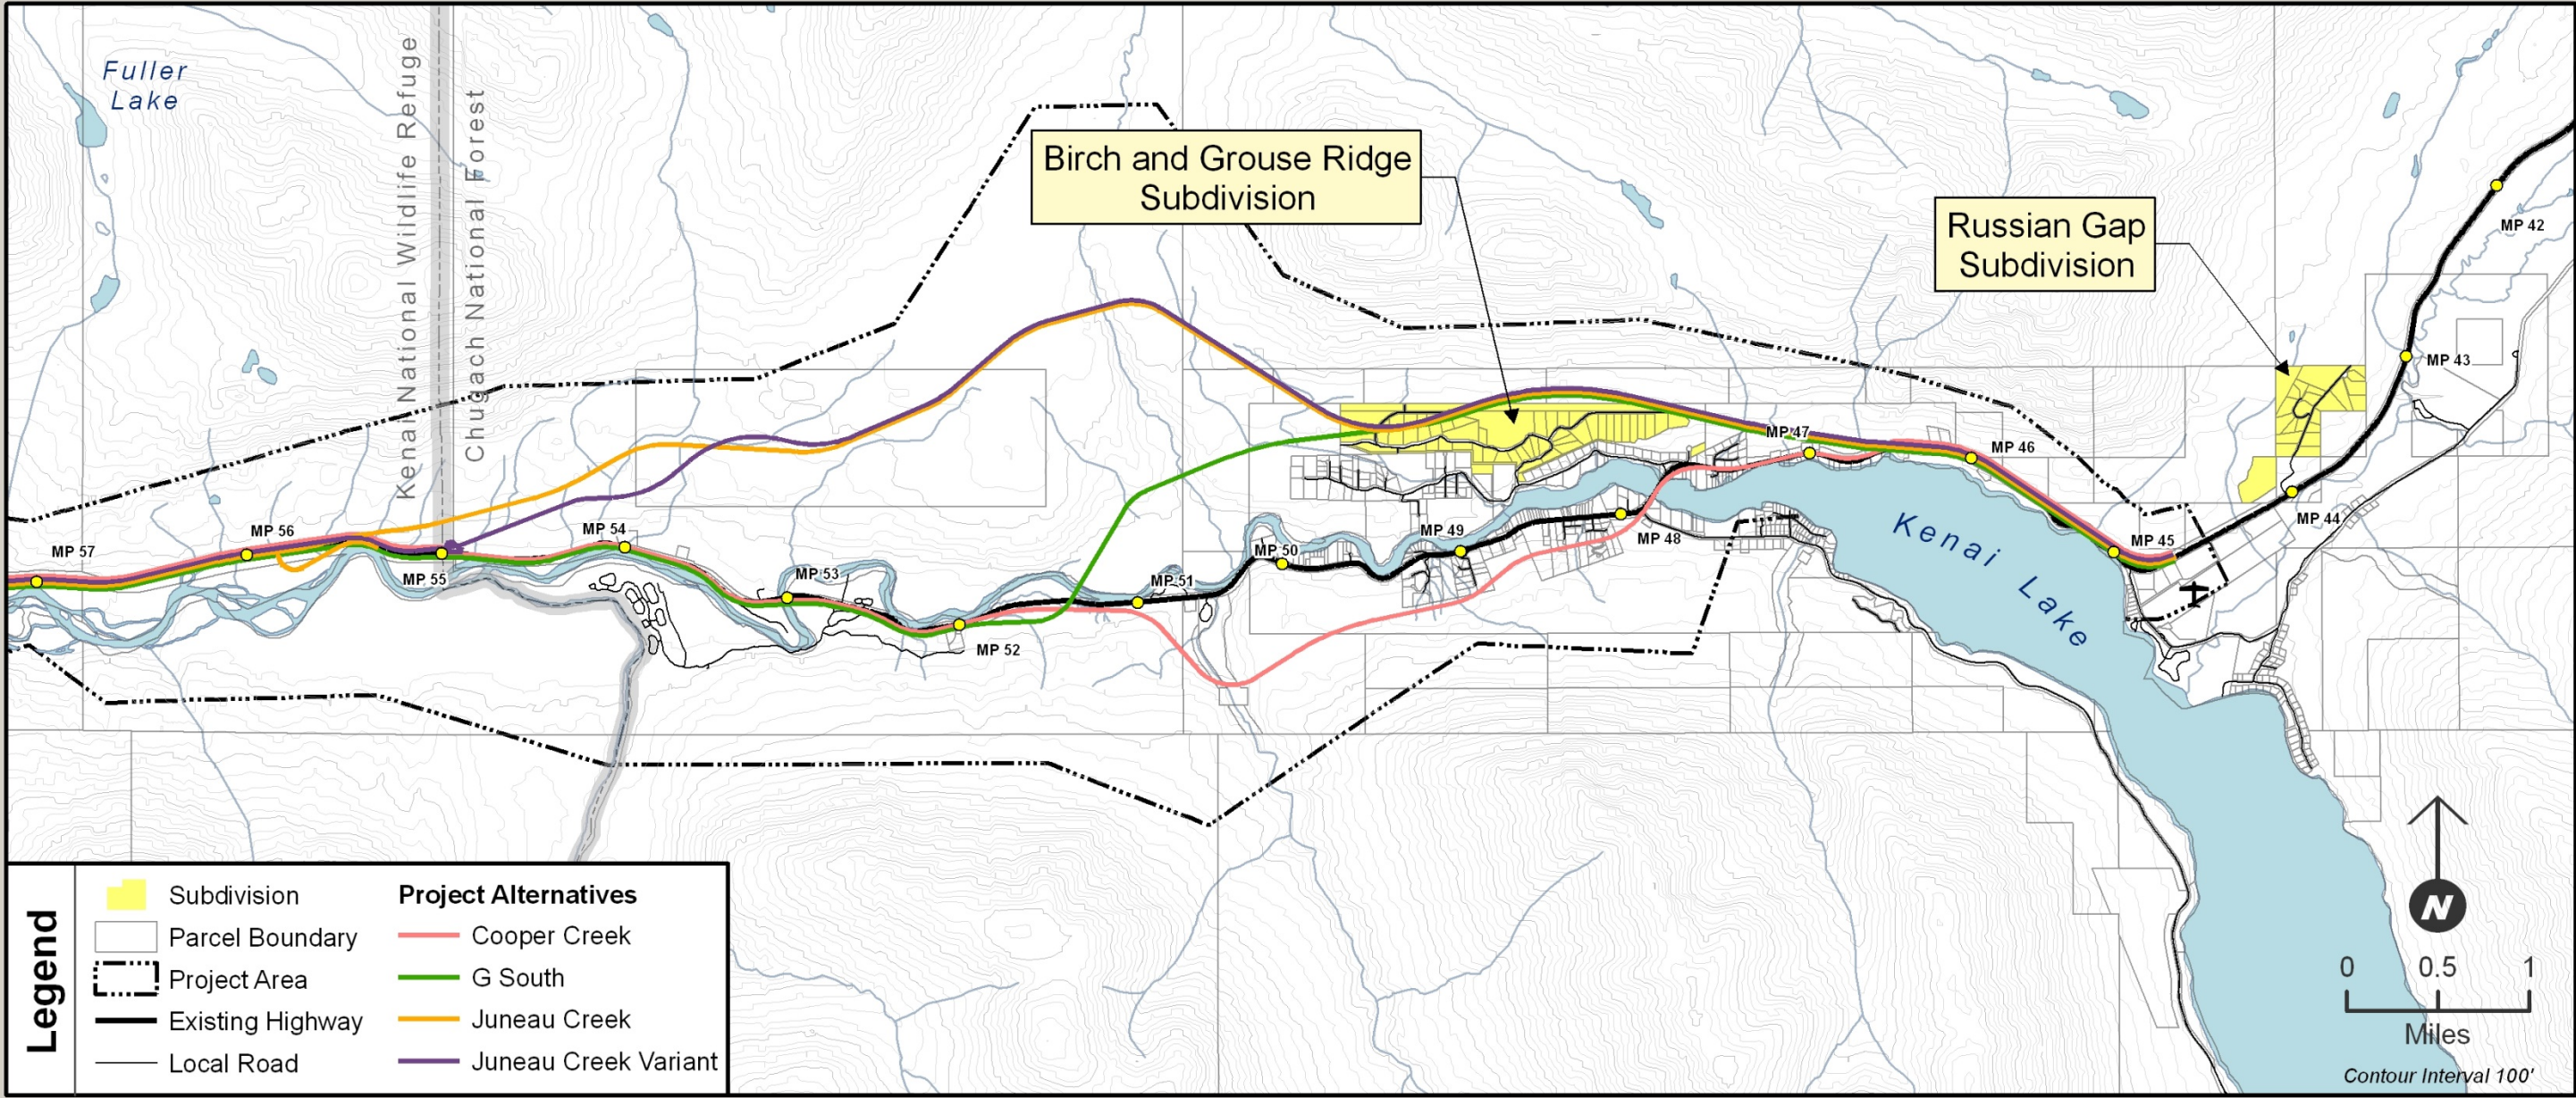 Fuller
Lake
Kenai National Wildlife Refuge
Chugach National Forest
Birch and Grouse Ridge
Subdivision
Russian Gap
Subdivision
MP 42
MP 43
MP 44
MP 45
MP 46
MP 47
MP 48
MP 49
MP 50
MP 51
MP 52
MP 53
MP 54
MP 55
MP 56
MP 57
Kenai Lake
Legend
Subdivision
Parcel Boundary
Project Area
Existing Highway
Local Road
Project Alternatives
Cooper Creek
G South
Juneau Creek
Juneau Creek Variant
N
0 0.5 1
Miles
Contour Interval 100'